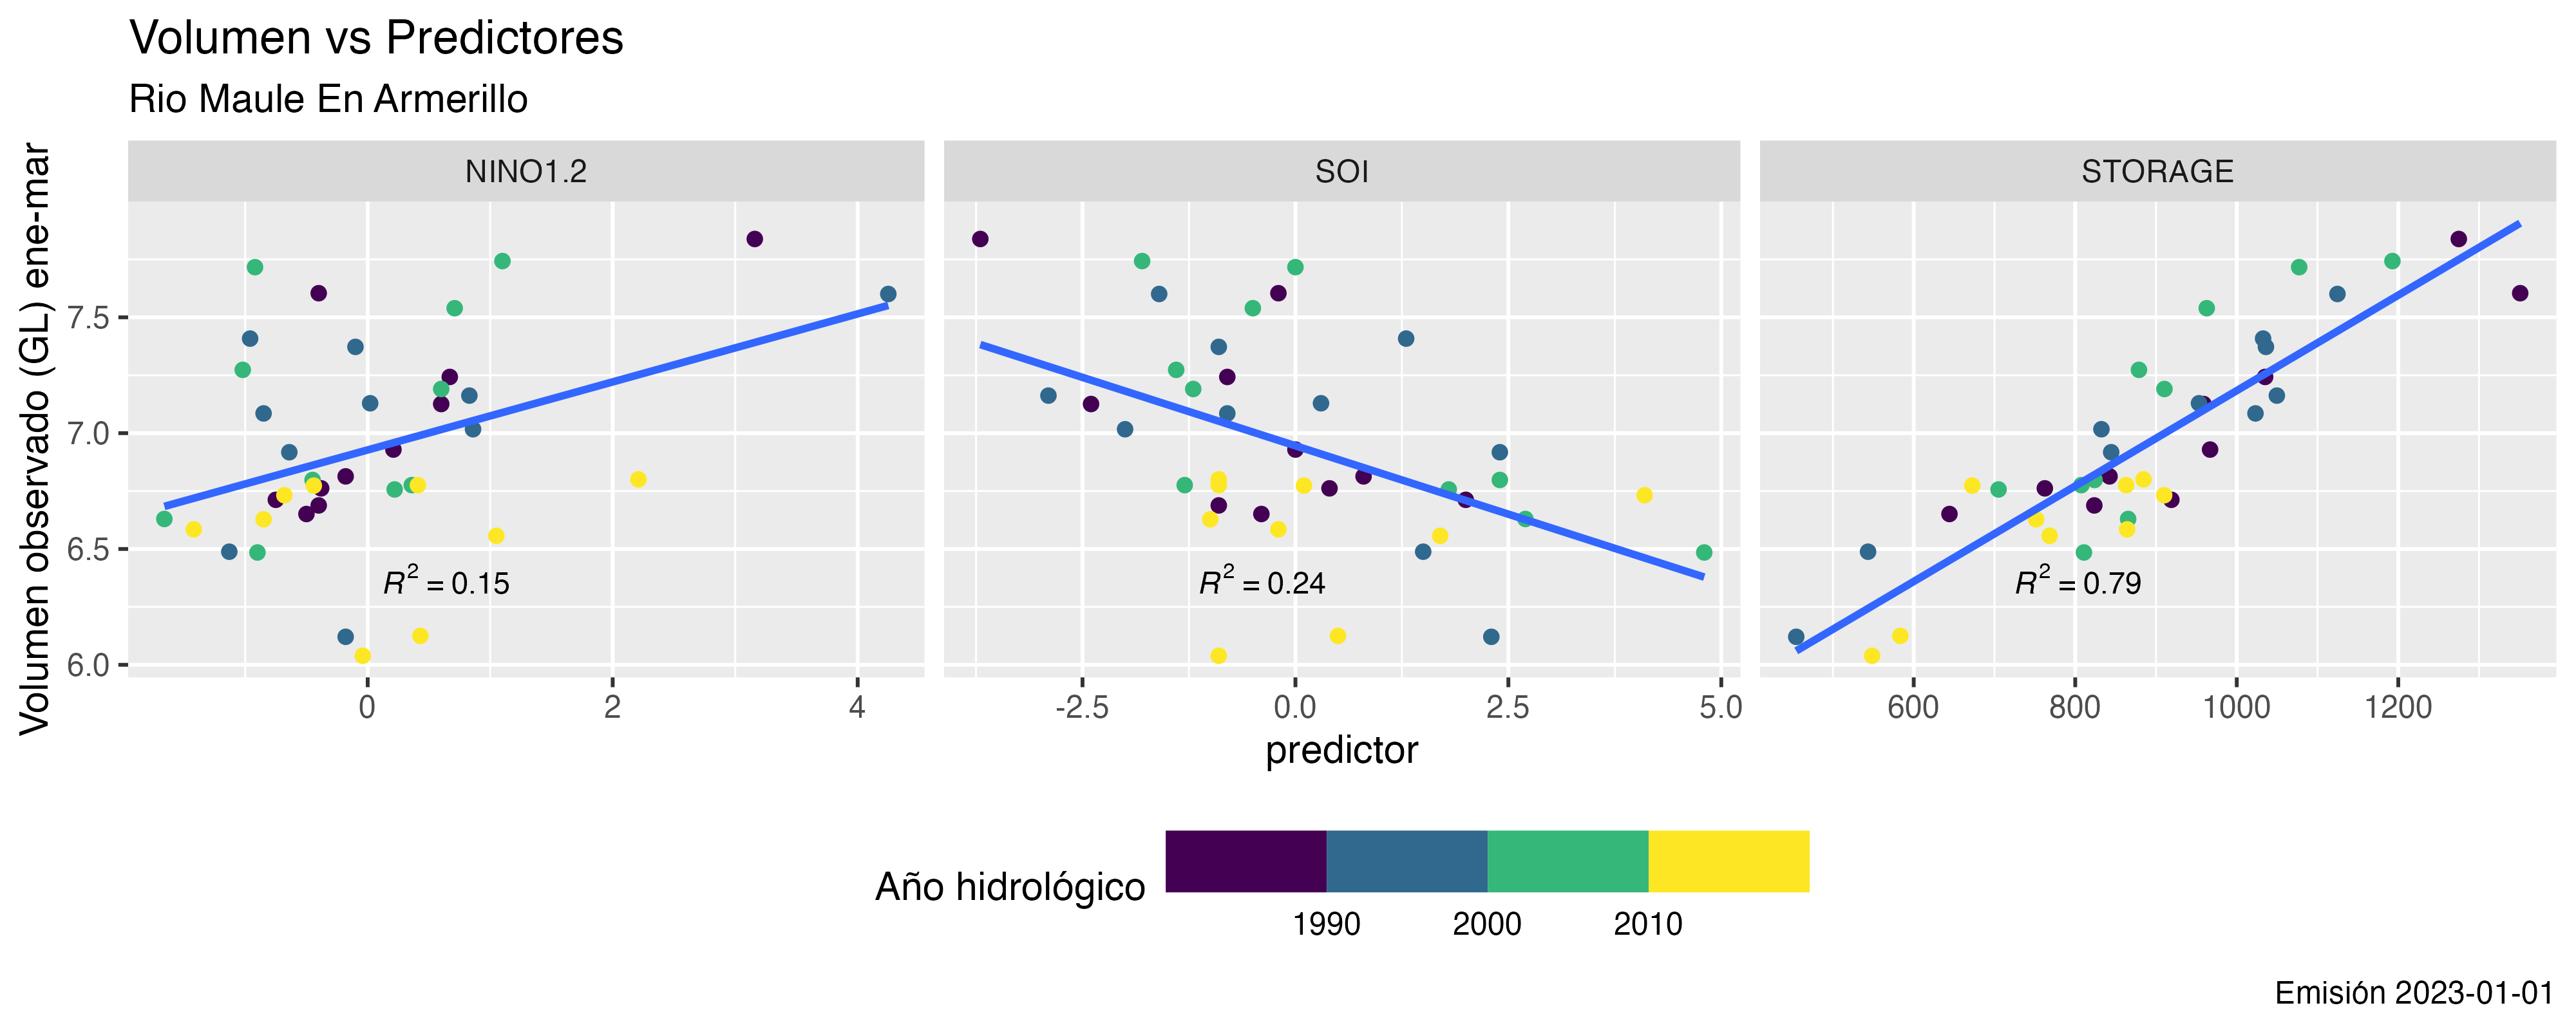 Volumen vs Predictores
Rio Maule En Armerillo
Volumen observado (GL) ene-mar
NINO1.2 SOI STORAGE
7.5
7.0
6.5
6.0
R² = 0.15 R² = 0.24 R² = 0.79
0 2 4 -2.5 0.0 2.5 5.0 600 800 1000 1200
predictor
Año hidrológico
1990 2000 2010
Emisión 2023-01-01